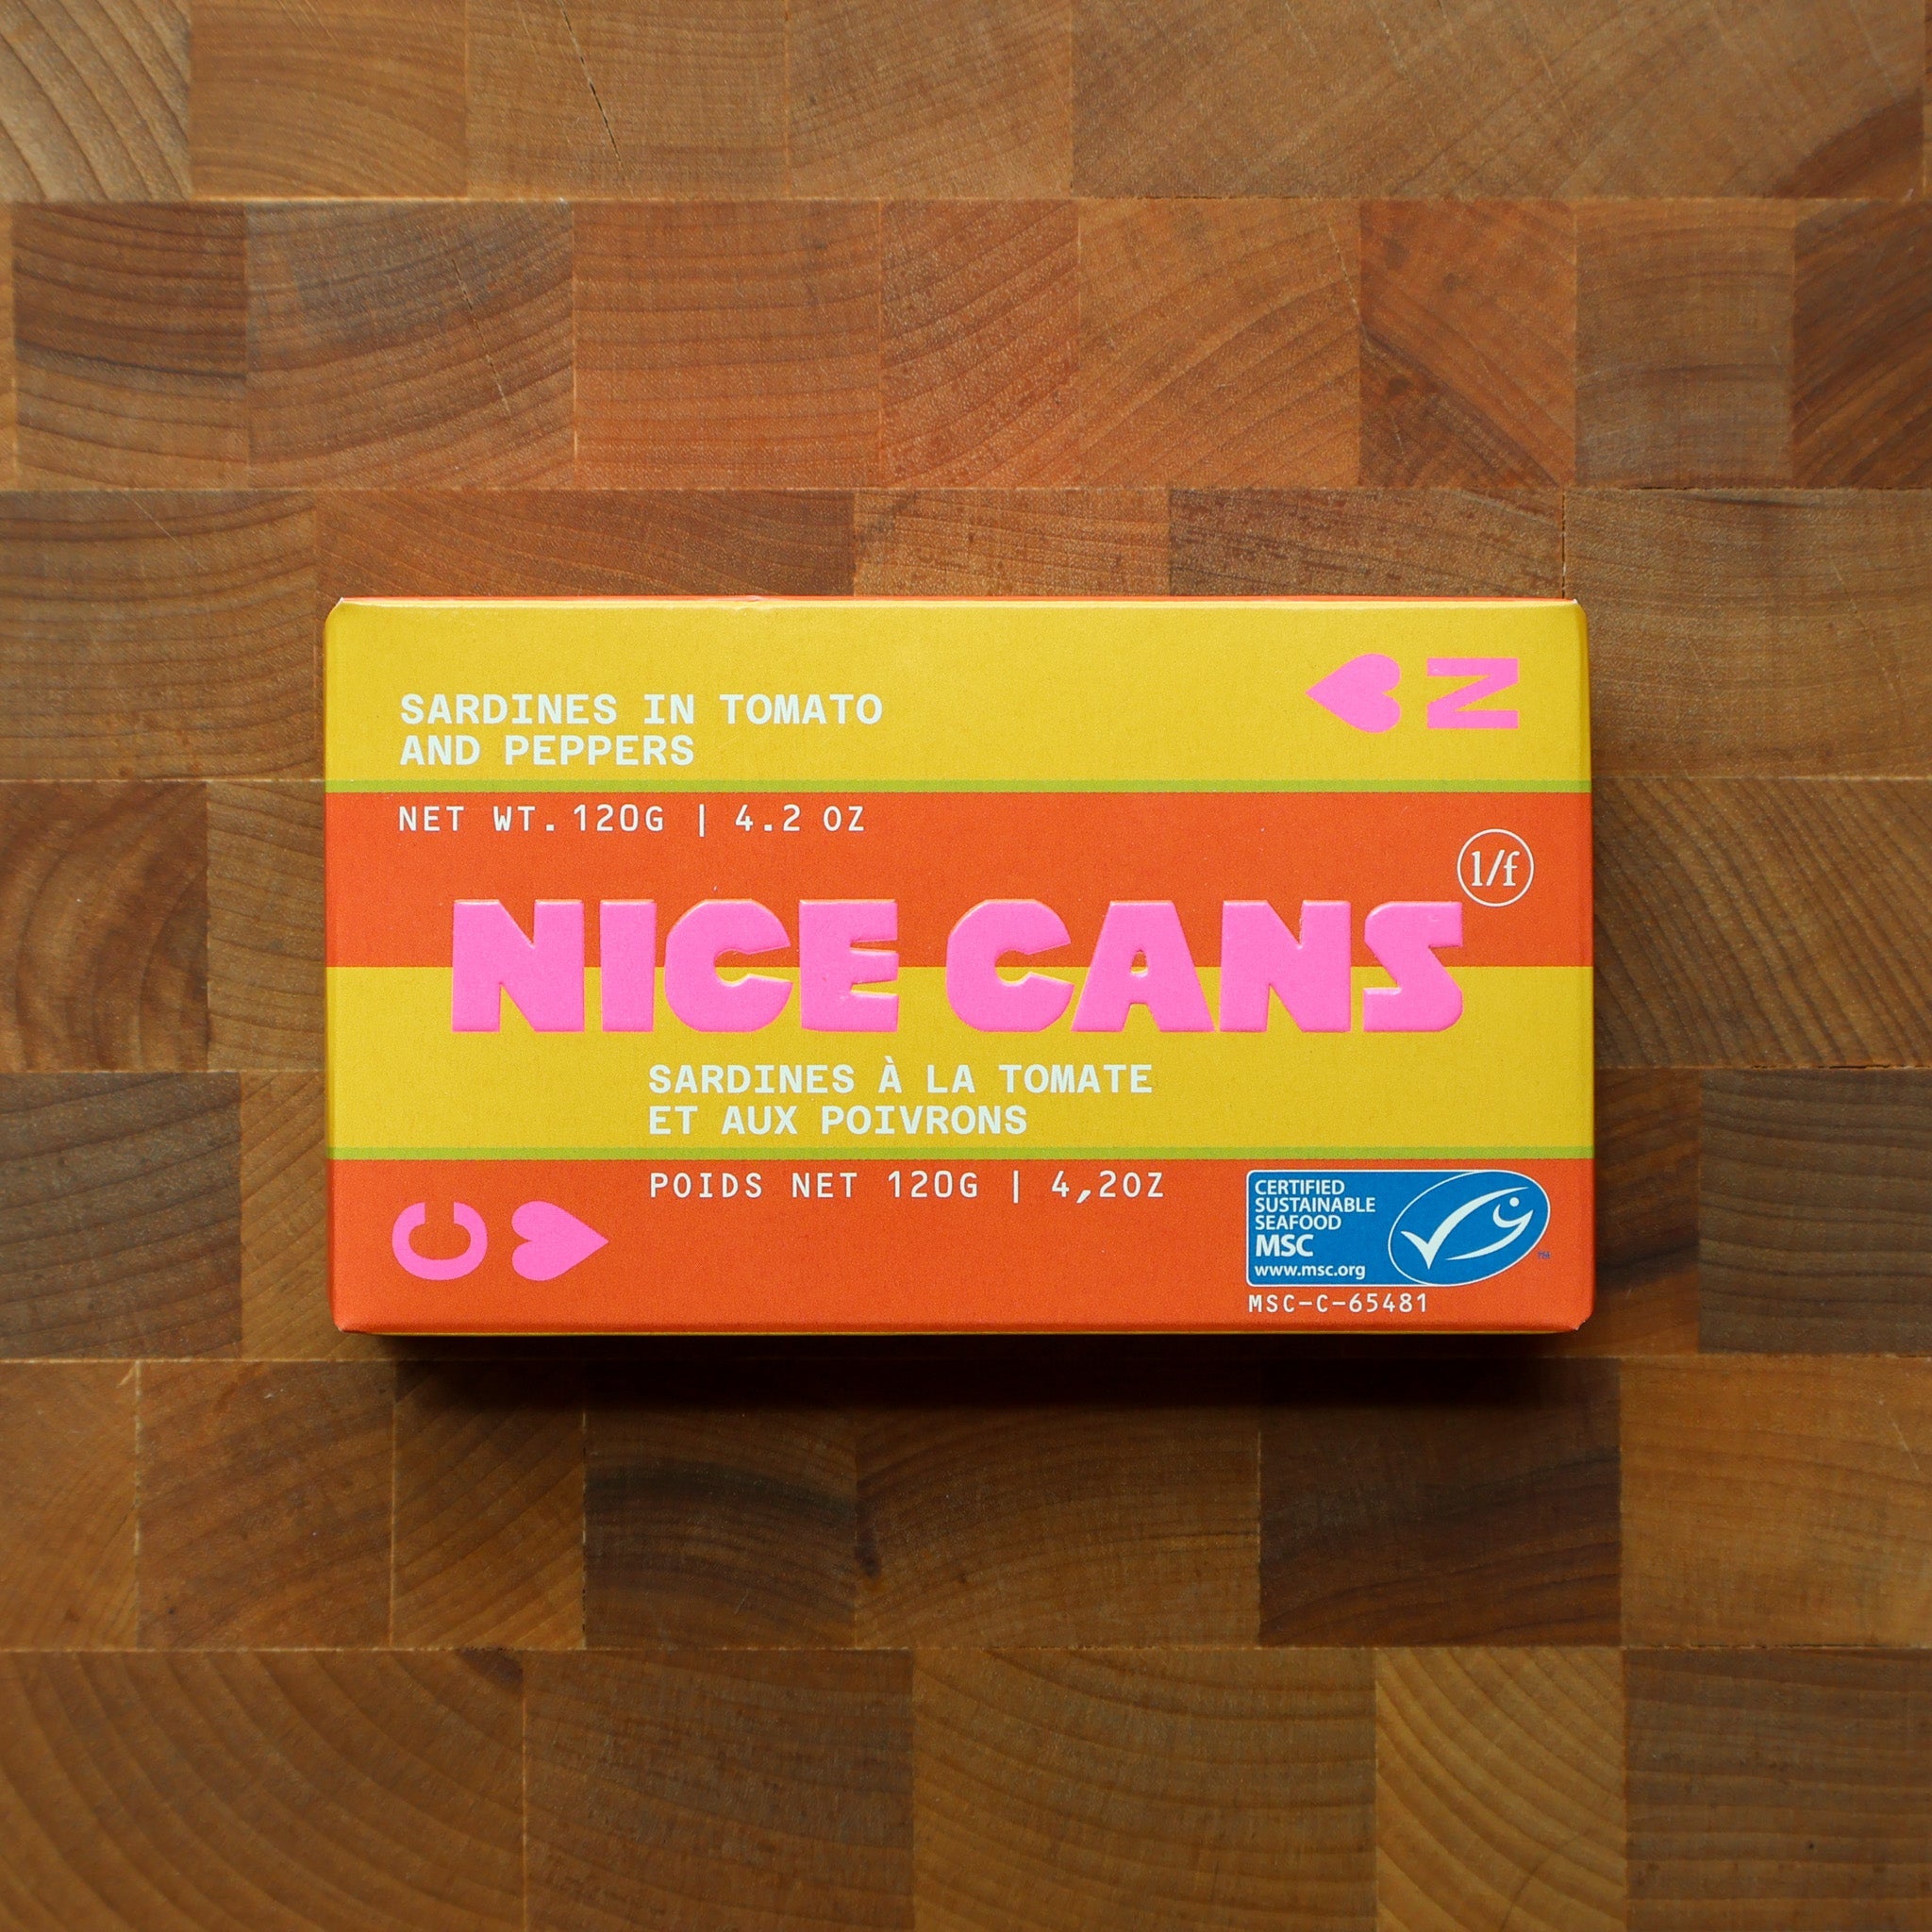 SARDINES IN TOMATO
AND PEPPERS
N
NET WT. 120G | 4.2 OZ
l/f
NICE CANS
SARDINES À LA TOMATE
ET AUX POIVRONS
POIDS NET 120G | 4,2OZ
C
CERTIFIED
SUSTAINABLE
SEAFOOD
MSC
www.msc.org
TM
MSC-C-65481